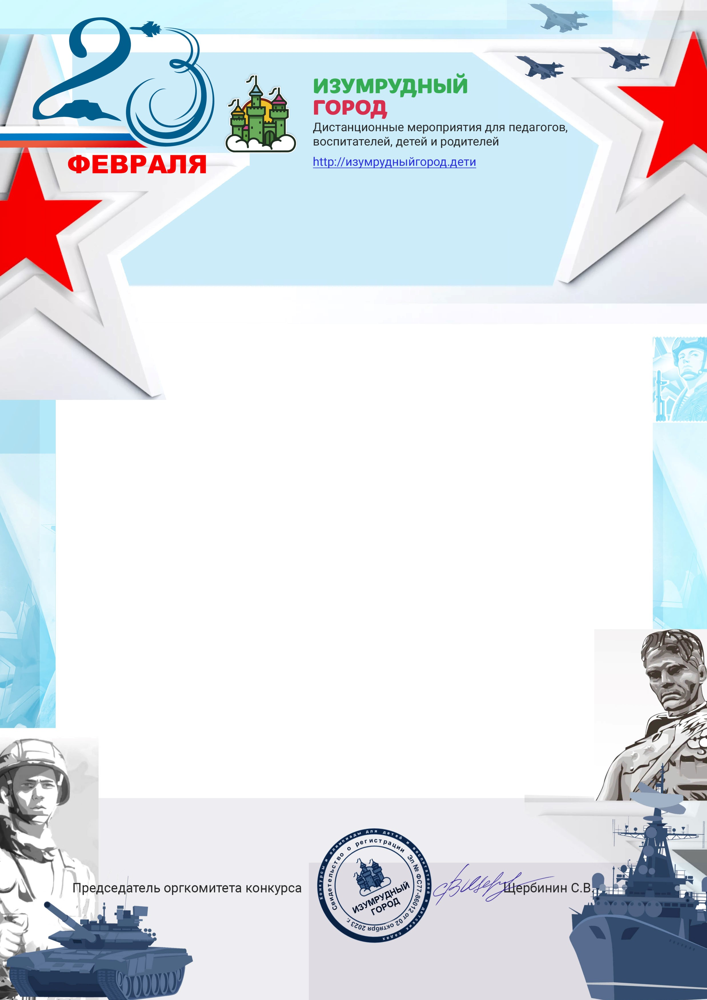 23
ФЕВРАЛЯ
ИЗУМРУДНЫЙ
ГОРОД
Дистанционные мероприятия для педагогов,
воспитателей, детей и родителей
http://изумрудныйгород.дети
Председатель оргкомитета конкурса
Конкурсы и олимпиады для детей и воспитателей в детских садах
Свидетельство о регистрации Эл № ФС77-86012 от 02 октября 2023 г.
ИЗУМРУДНЫЙ
ГОРОД
Щербинин С.В.